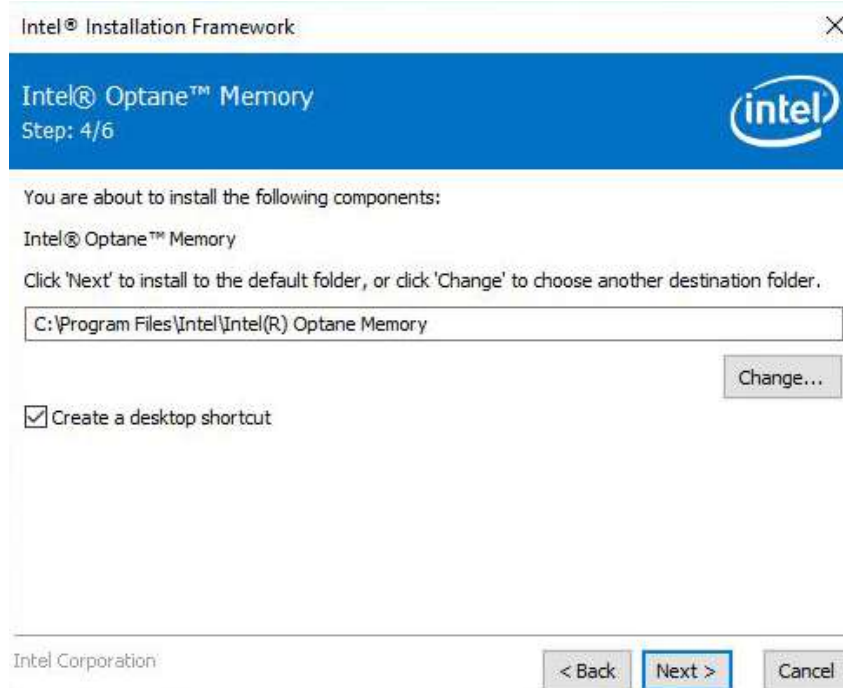 Intel® Installation Framework
Intel® Optane™ Memory
Step: 4/6
intel
You are about to install the following components:
Intel® Optane™ Memory
Click 'Next' to install to the default folder, or click 'Change' to choose another destination folder.
C:\Program Files\Intel\Intel(R) Optane Memory
Change...
Create a desktop shortcut
Intel Corporation
< Back
Next >
Cancel